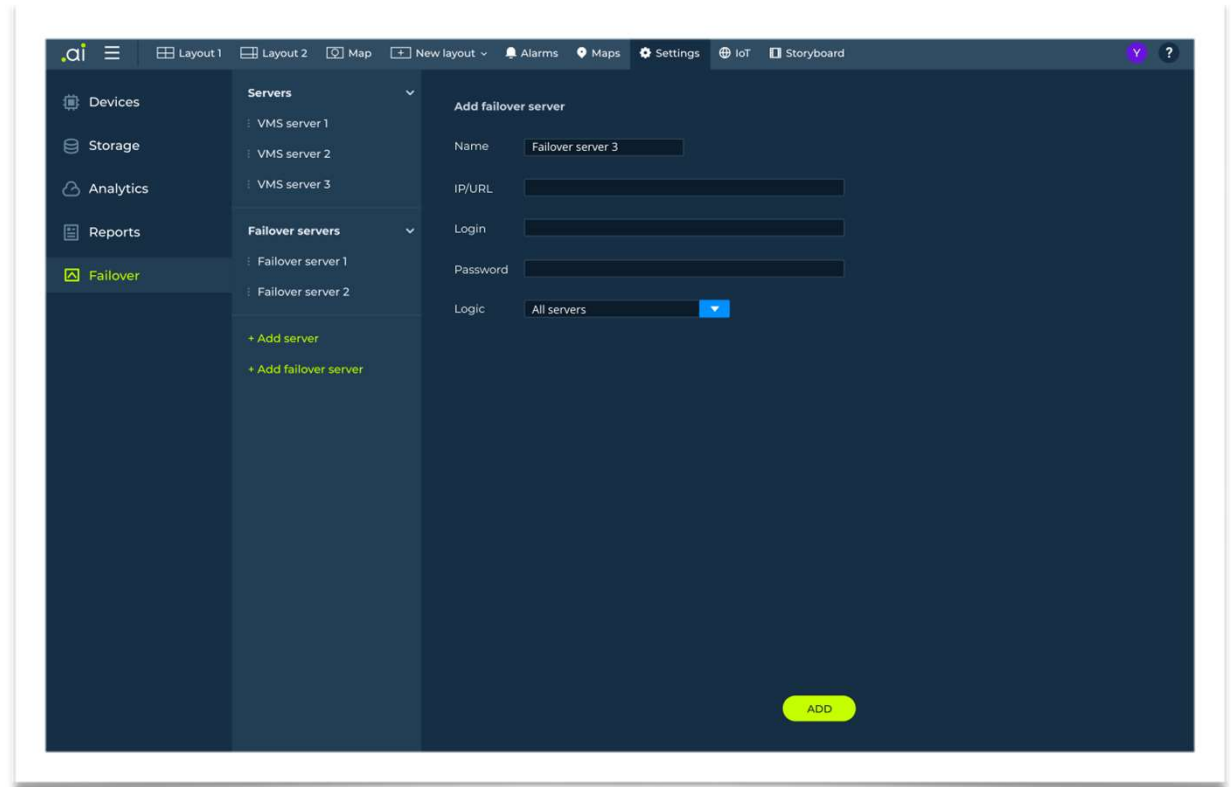 .ai Layout 1 Layout 2 Map New layout Alarms Maps Settings IoT Storyboard Y ?
Devices
Storage
Analytics
Reports
Failover
Servers
VMS server 1
VMS server 2
VMS server 3
Failover servers
Failover server 1
Failover server 2
+ Add server
+ Add failover server
Add failover server
Name Failover server 3
IP/URL
Login
Password
Logic All servers
ADD